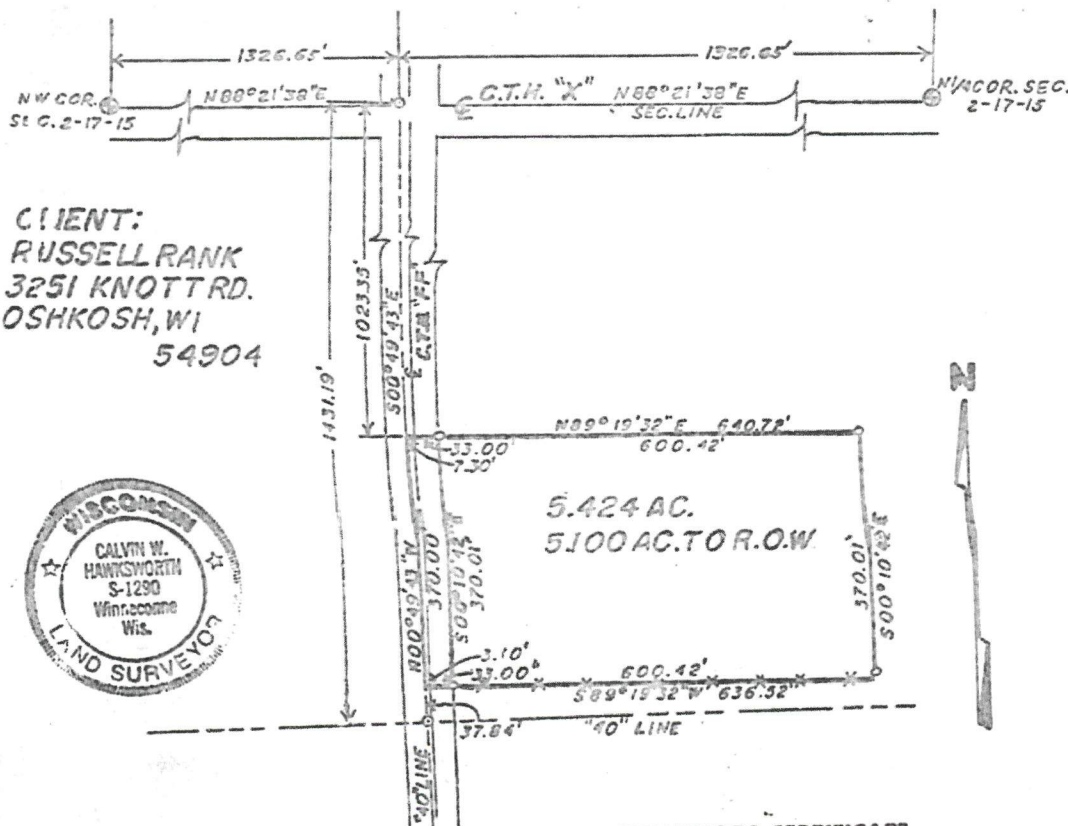 1326.65'
1326.65'
NW COR.
SEC. 2-17-15
N88°21'38"E
C.T.H. "X"
N88°21'38"E
SEC. LINE
N1/4 COR. SEC.
2-17-15
CLIENT:
RUSSELL RANK
3251 KNOTT RD.
OSHKOSH, WI
54904
1431.19'
1023.35'
S00°49'43"E
C.T.H. "FF"
N
N89°19'32"E 640.72'
600.42'
33.00'
7.30'
5.424 AC.
5.100 AC. TO R.O.W.
N00°49'43"W
370.00'
S00°10'42"E
370.01'
370.01'
S00°10'42"E
WISCONSIN
CALVIN W.
HAWKSWORTH
S-1290
Winneconne
Wis.
LAND SURVEYOR
3.10'
33.00'
600.42'
S89°19'32"W 636.52'
37.84'
"40" LINE
"40" LINE